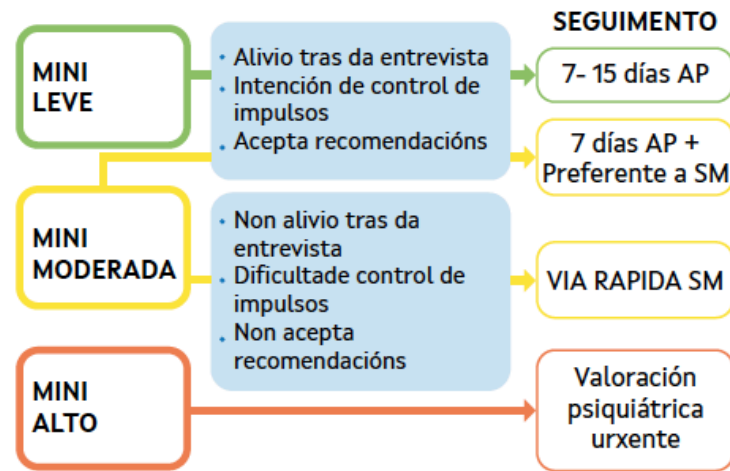 SEGUIMENTO
MINI
LEVE
• Alivio tras da entrevista
• Intención de control de
impulsos
• Acepta recomendacións
7- 15 días AP
7 días AP +
Preferente a SM
MINI
MODERADA
• Non alivio tras da
entrevista
• Dificultade control de
impulsos
• Non acepta
recomendacións
VIA RAPIDA SM
MINI
ALTO
Valoración
psiquiátrica
urxente